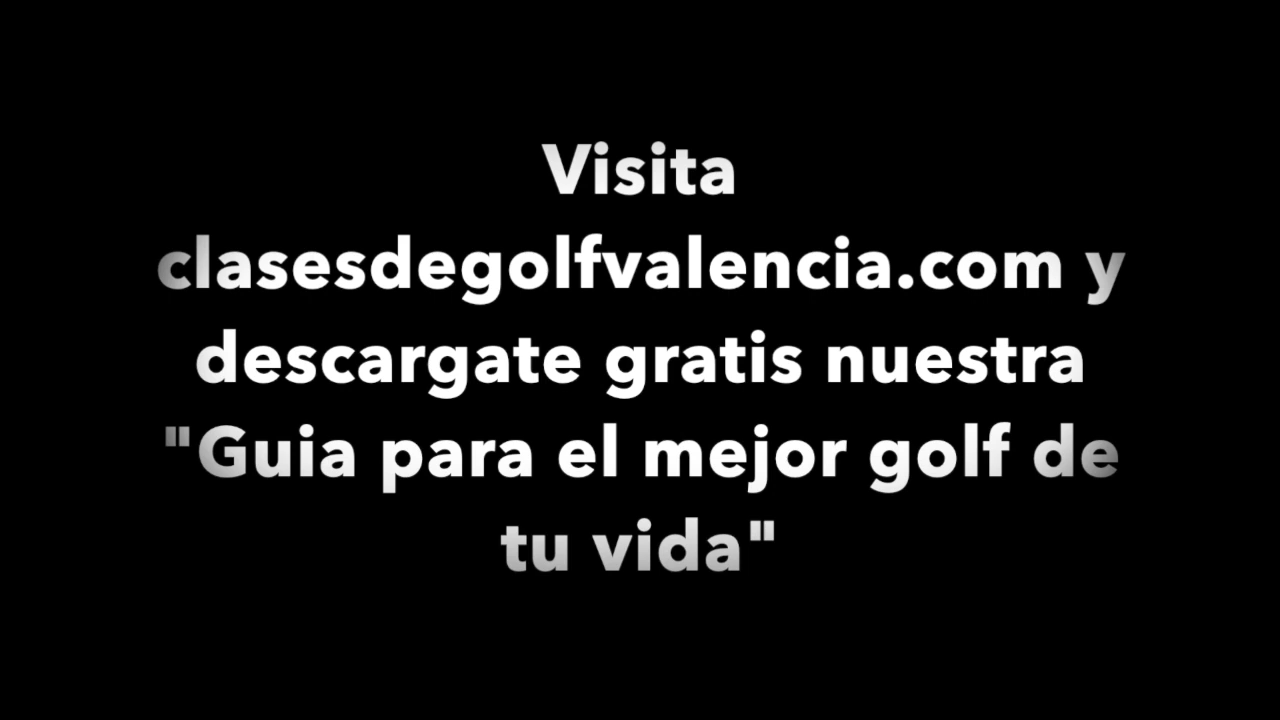 Visita
clasesdegolfvalencia.com y
descargate gratis nuestra
"Guia para el mejor golf de
tu vida"